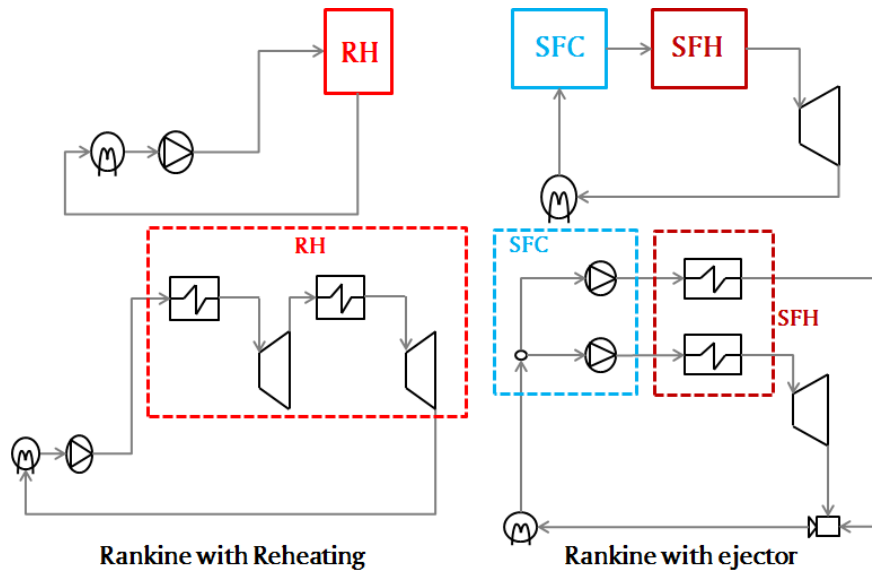 RH
SFC
SFH
RH
SFC
SFH
Rankine with Reheating
Rankine with ejector